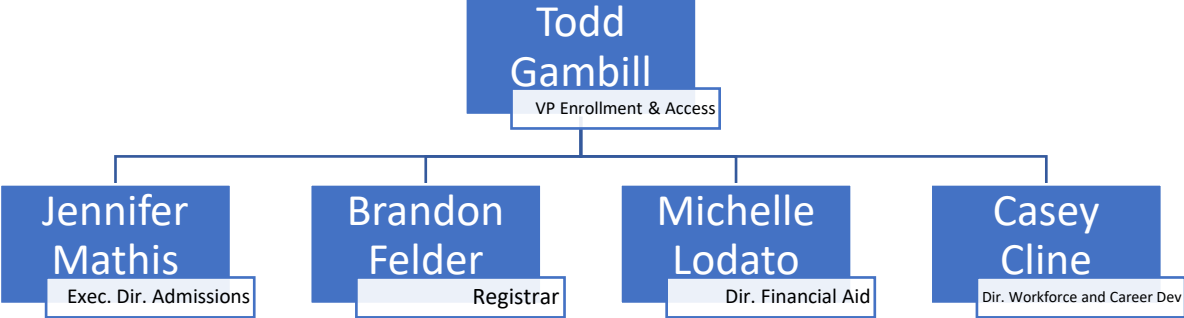 Todd
Gambill
VP Enrollment & Access
Jennifer
Mathis
Exec. Dir. Admissions
Brandon
Felder
Registrar
Michelle
Lodato
Dir. Financial Aid
Casey
Cline
Dir. Workforce and Career Dev